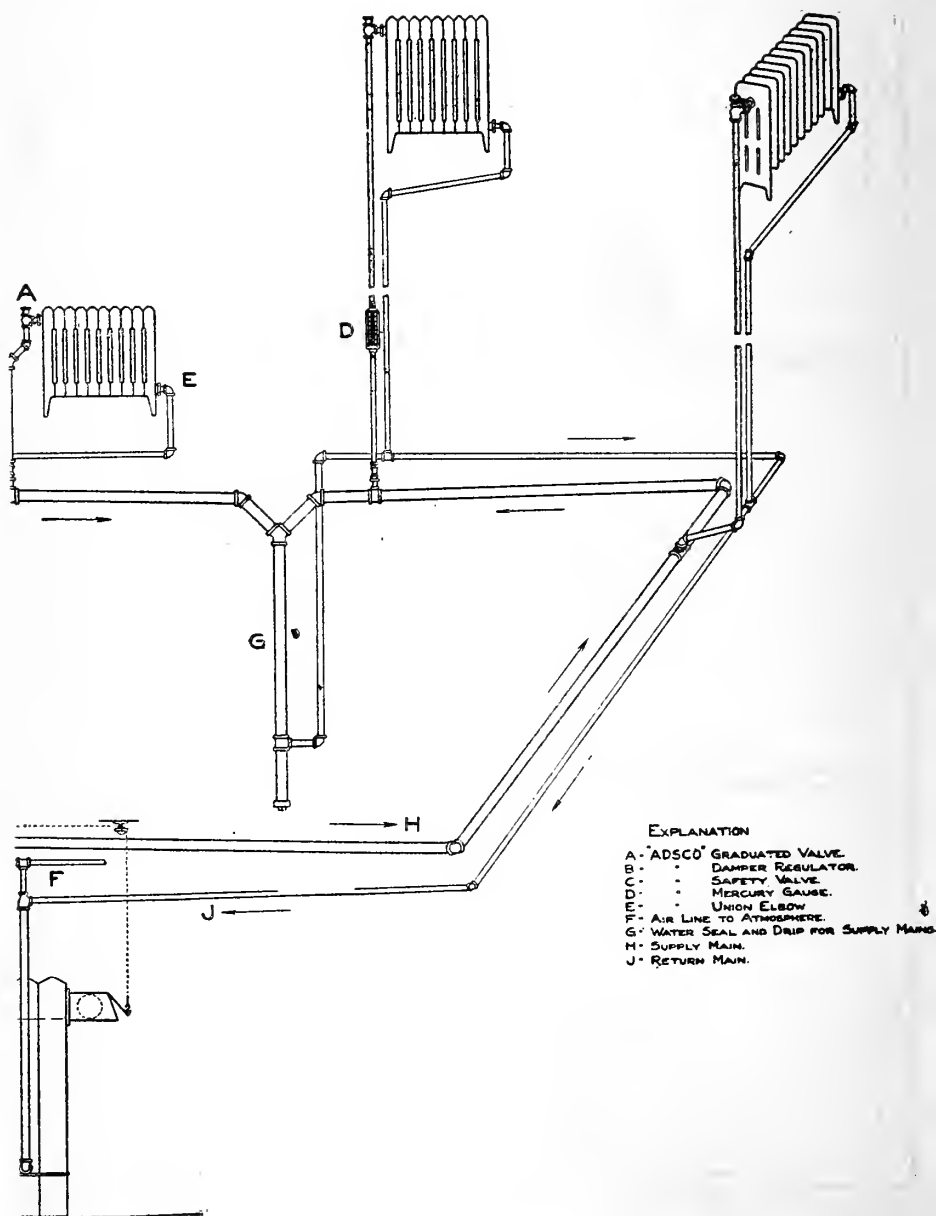 A
D
E
G
H
F
J
EXPLANATION
A - "ADSCO" GRADUATED VALVE.
B - " DAMPER REGULATOR.
C - " SAFETY VALVE.
D - " MERCURY GAUGE.
E - " UNION ELBOW
F - AIR LINE TO ATMOSPHERE.
G - WATER SEAL AND DRIP FOR SUPPLY MAINS
H - SUPPLY MAIN.
J - RETURN MAIN.